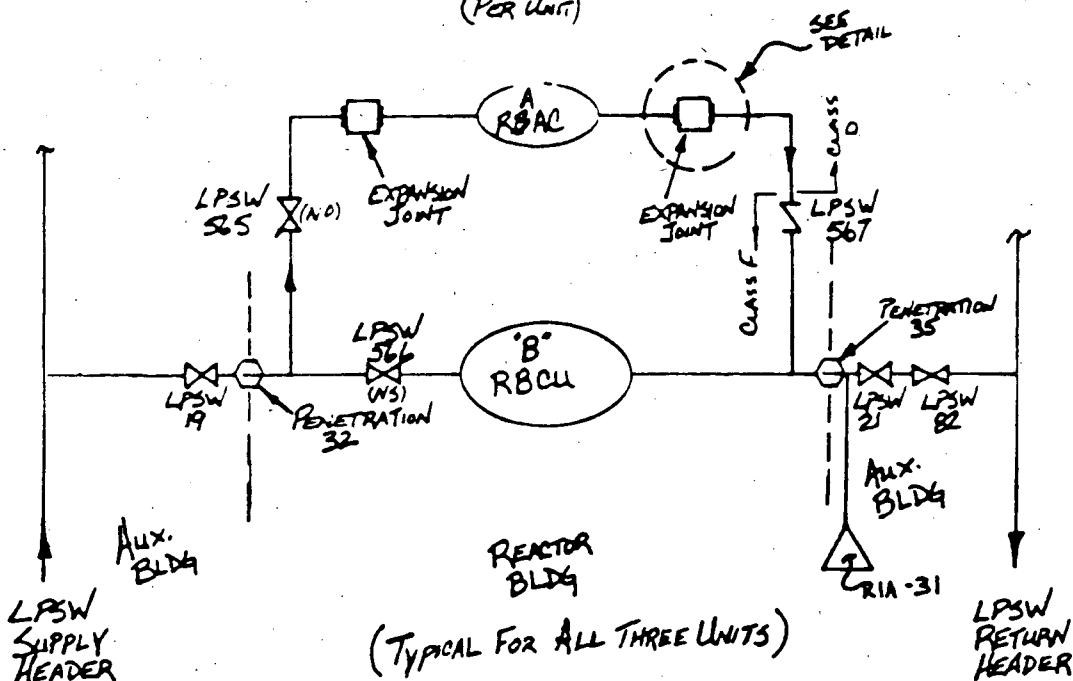 (PER UNIT)
SEE
DETAIL
A
RBAC
CLASS
D
LPSW
565
(NO)
EXPANSION
JOINT
EXPANSION
JOINT
LPSW
567
CLASS F
PENETRATION
35
LPSW
566
(NS)
"B"
RBCU
LPSW
19
PENETRATION
32
LPSW
21
LPSW
82
AUX.
BLDG
AUX.
BLDG
REACTOR
BLDG
RIA-31
LPSW
SUPPLY
HEADER
(TYPICAL FOR ALL THREE UNITS)
LPSW
RETURN
HEADER